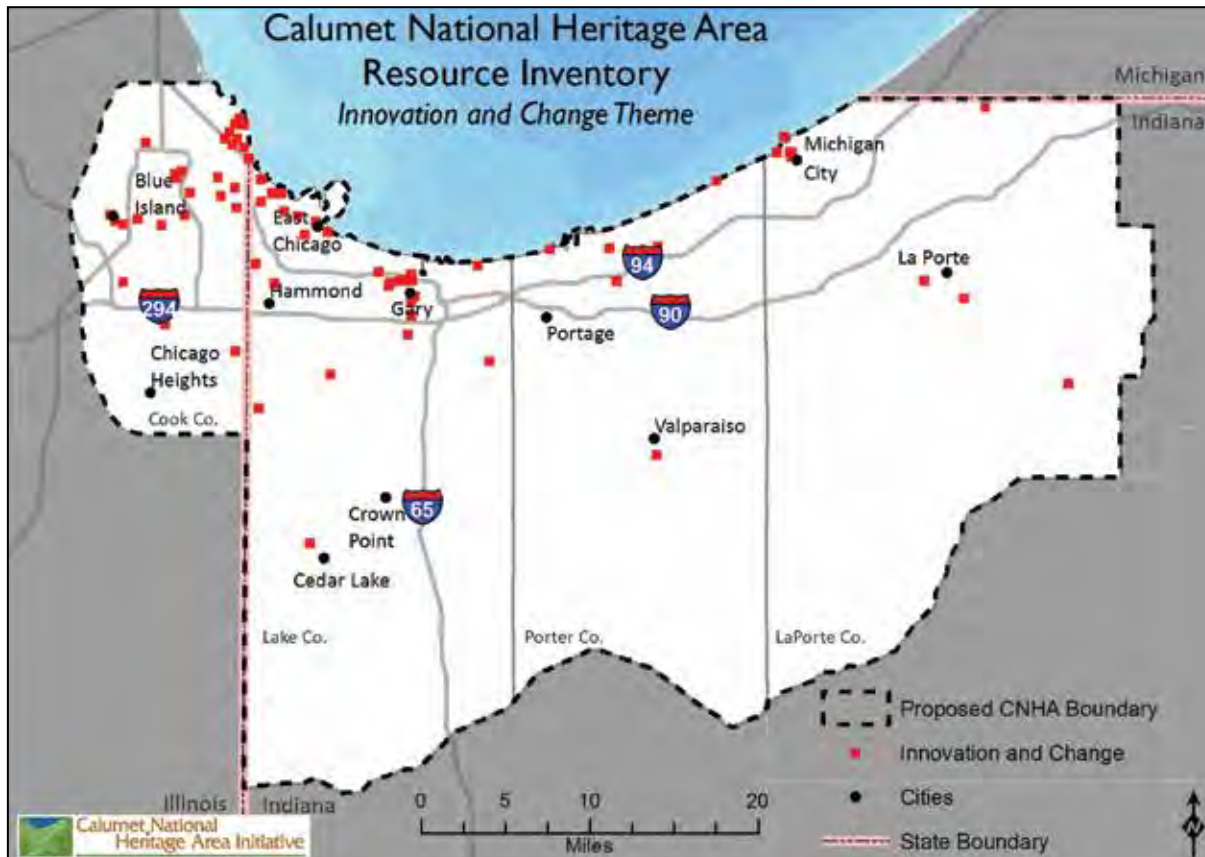 Calumet National Heritage Area
Resource Inventory
Innovation and Change Theme
Michigan
Indiana
Michigan
City
Blue
Island
East
Chicago
94
La Porte
Hammond
Gary
294
90
Portage
Chicago
Heights
Cook Co.
Valparaiso
Crown
Point
65
Cedar Lake
Lake Co.
Porter Co.
LaPorte Co.
Proposed CNHA Boundary
Innovation and Change
Cities
State Boundary
Illinois
Indiana
0 5 10 20
Miles
N
Calumet National
Heritage Area Initiative